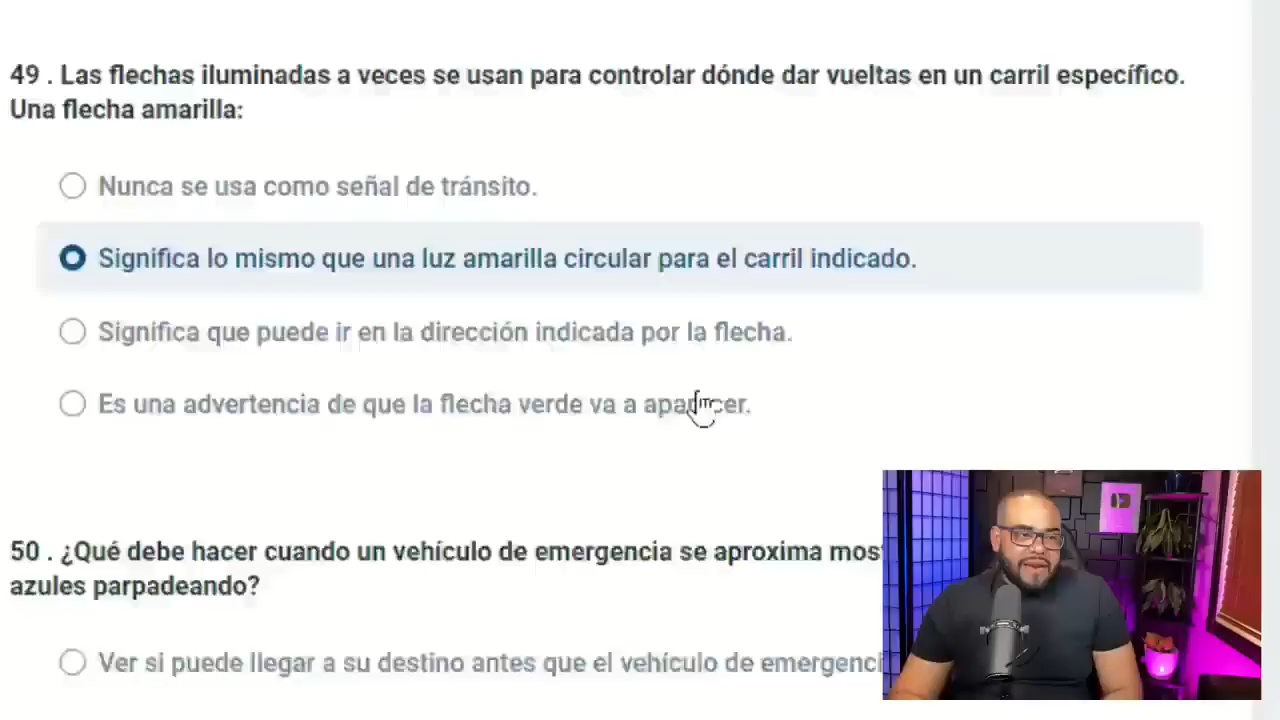 49 . Las flechas iluminadas a veces se usan para controlar dónde dar vueltas en un carril específico.
Una flecha amarilla:
Nunca se usa como señal de tránsito.
Significa lo mismo que una luz amarilla circular para el carril indicado.
Significa que puede ir en la dirección indicada por la flecha.
Es una advertencia de que la flecha verde va a aparecer.
50 . ¿Qué debe hacer cuando un vehículo de emergencia se aproxima mos
azules parpadeando?
Ver si puede llegar a su destino antes que el vehículo de emergenci